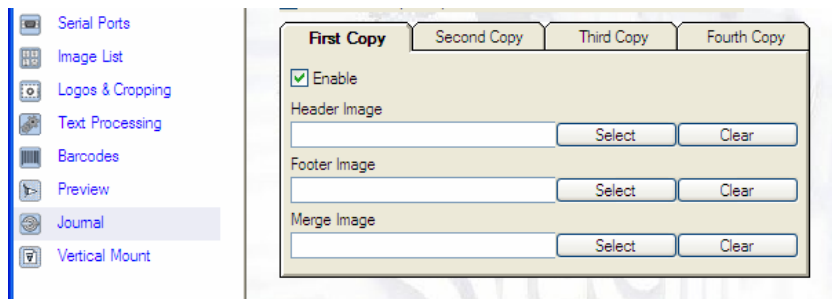 Serial Ports
Image List
Logos & Cropping
Text Processing
Barcodes
Preview
Journal
Vertical Mount
First Copy Second Copy Third Copy Fourth Copy
Enable
Header Image
Select Clear
Footer Image
Select Clear
Merge Image
Select Clear